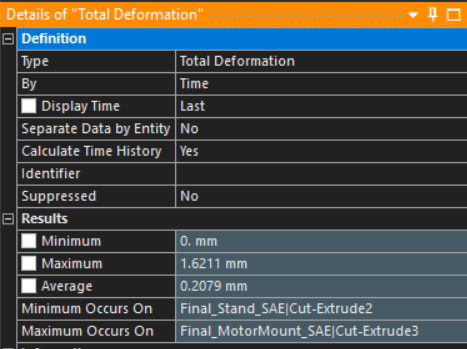 Details of "Total Deformation"
Definition
Type Total Deformation
By Time
Display Time Last
Separate Data by Entity No
Calculate Time History Yes
Identifier
Suppressed No
Results
Minimum 0. mm
Maximum 1.6211 mm
Average 0.2079 mm
Minimum Occurs On Final_Stand_SAE|Cut-Extrude2
Maximum Occurs On Final_MotorMount_SAE|Cut-Extrude3